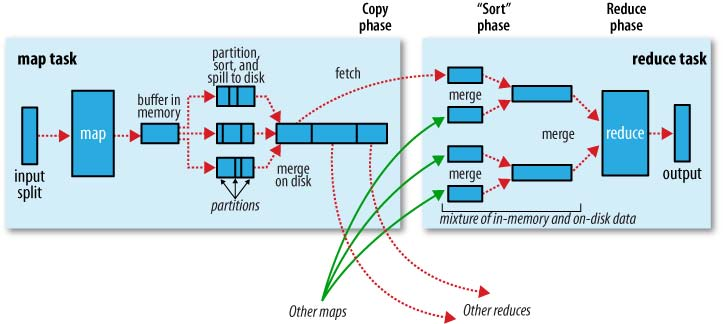 Copy
phase
“Sort”
phase
Reduce
phase
map task
partition,
sort, and
spill to disk
fetch
reduce task
buffer in
memory
map
merge
merge
reduce
input
split
merge
on disk
merge
output
partitions
mixture of in-memory and on-disk data
Other maps
Other reduces